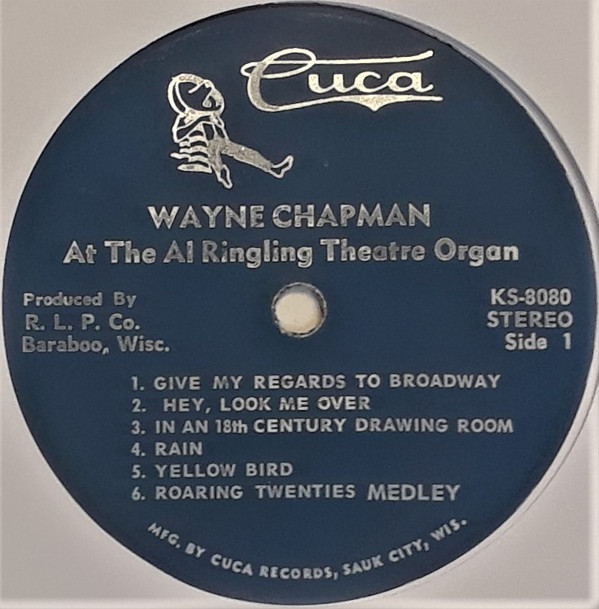 Cuca
WAYNE CHAPMAN
At The Al Ringling Theatre Organ
Produced By
R. L. P. Co.
Baraboo, Wisc.
KS-8080
STEREO
Side 1
1. GIVE MY REGARDS TO BROADWAY
2. HEY, LOOK ME OVER
3. IN AN 18th CENTURY DRAWING ROOM
4. RAIN
5. YELLOW BIRD
6. ROARING TWENTIES MEDLEY
MFG. BY CUCA RECORDS, SAUK CITY, WIS.